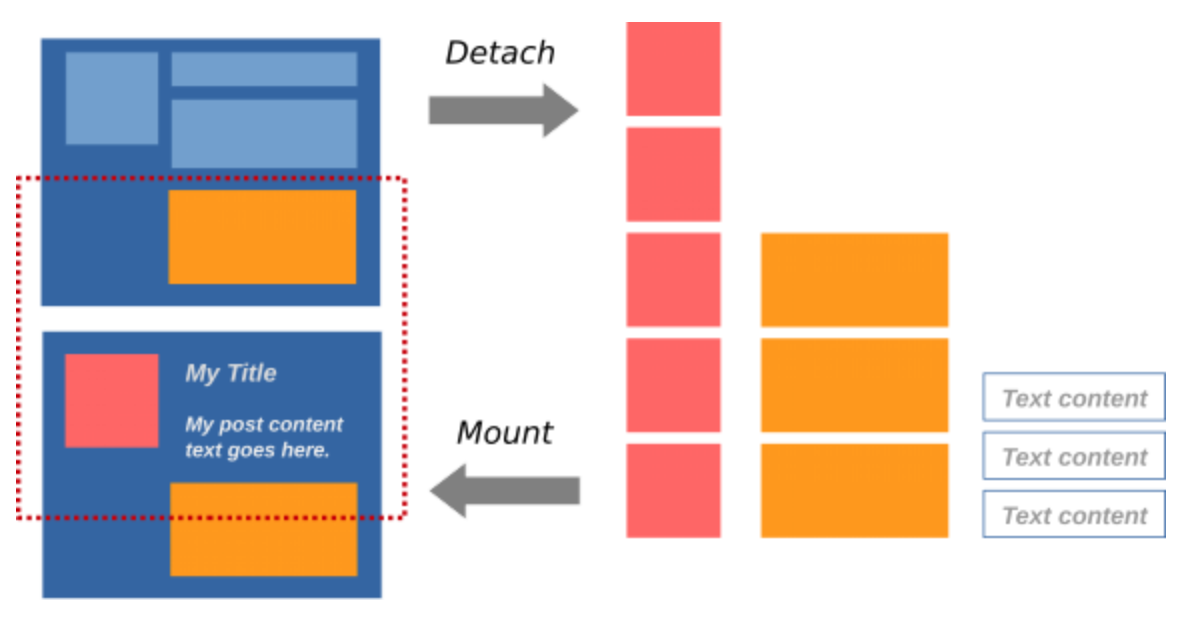 Detach
My Title
My post content
text goes here.
Mount
Text content
Text content
Text content